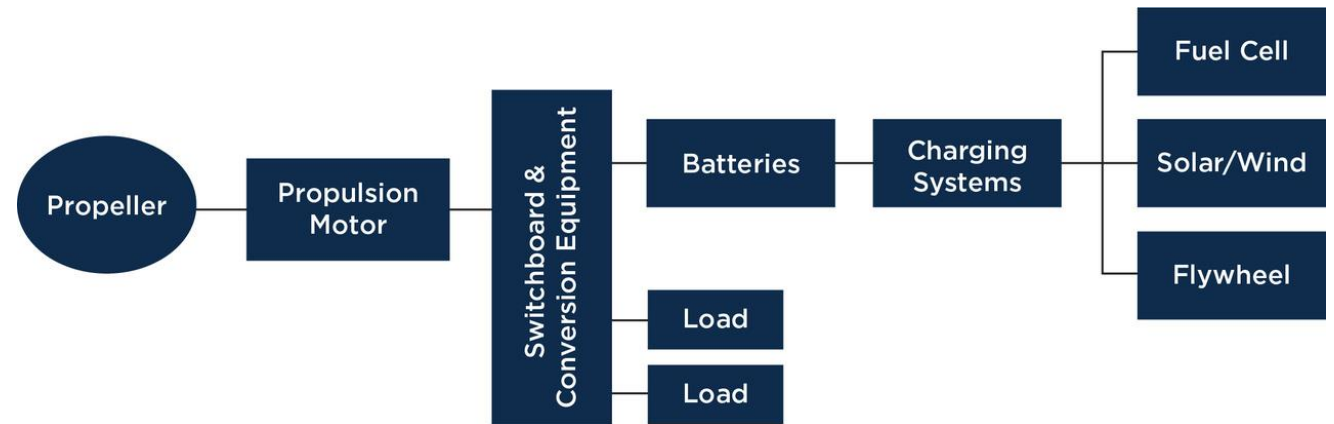 Propeller
Propulsion
Motor
Switchboard &
Conversion Equipment
Batteries
Charging
Systems
Fuel Cell
Solar/Wind
Flywheel
Load
Load